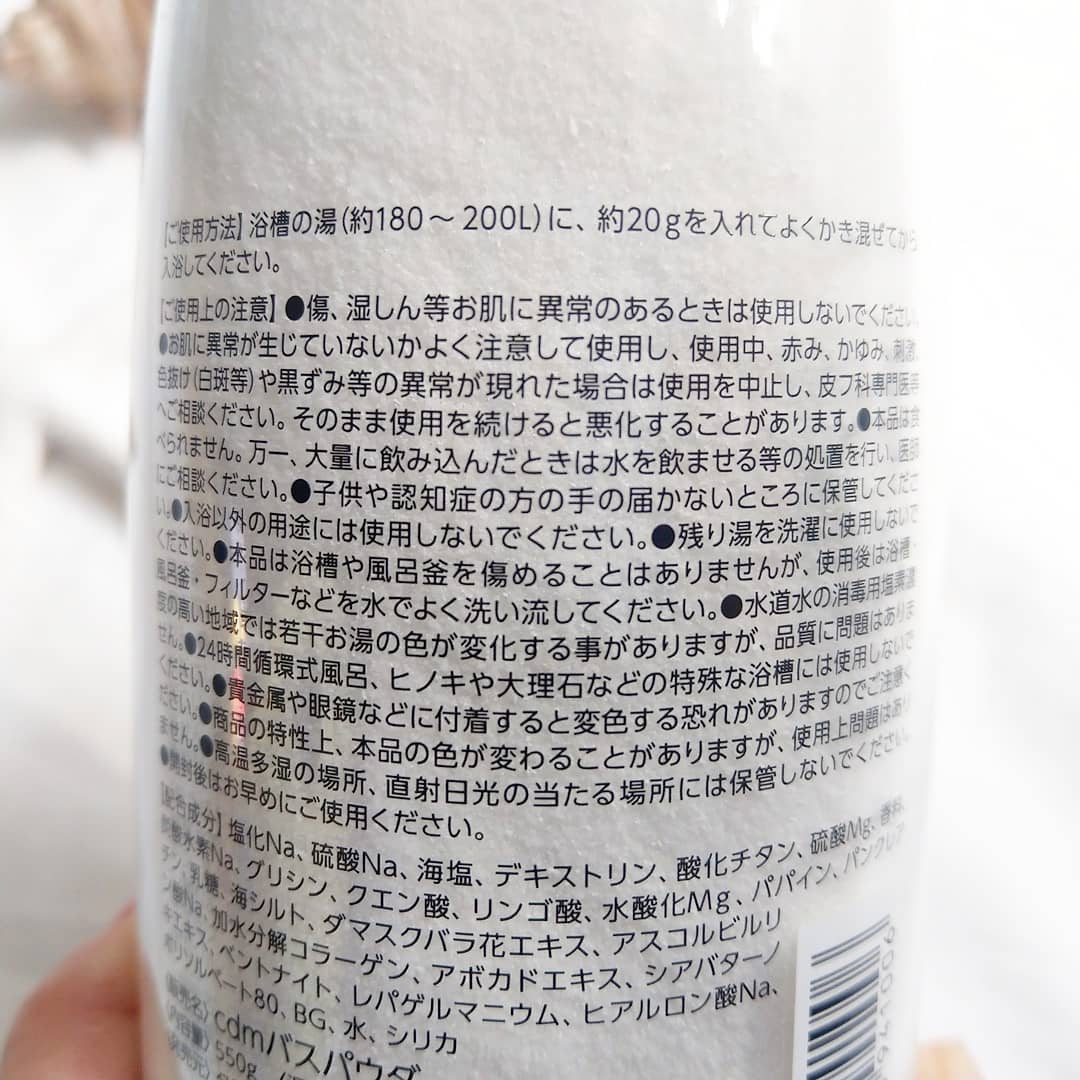 【ご使用方法】浴槽の湯(約180～200L)に、約20gを入れてよくかき混ぜてから
入浴してください。
【ご使用上の注意】●傷、湿しん等お肌に異常のあるときは使用しないでください。
●お肌に異常が生じていないかよく注意して使用し、使用中、赤み、かゆみ、刺激、
色抜け(白斑等)や黒ずみ等の異常が現れた場合は使用を中止し、皮フ科専門医等
へご相談ください。そのまま使用を続けると悪化することがあります。●本品は食
べられません。万一、大量に飲み込んだときは水を飲ませる等の処置を行い、医師
にご相談ください。●子供や認知症の方の手の届かないところに保管してくださ
い。●入浴以外の用途には使用しないでください。●残り湯を洗濯に使用しないで
ください。●本品は浴槽や風呂釜を傷めることはありませんが、使用後は浴槽・
風呂釜・フィルターなどを水でよく洗い流してください。●水道水の消毒用塩素濃
度の高い地域では若干お湯の色が変化する事がありますが、品質に問題はありま
せん。●24時間循環式風呂、ヒノキや大理石などの特殊な浴槽には使用しないで
ください。●貴金属や眼鏡などに付着すると変色する恐れがありますのでご注意く
ださい。●商品の特性上、本品の色が変わることがありますが、使用上問題はあり
ません。●高温多湿の場所、直射日光の当たる場所には保管しないでください。
●開封後はお早めにご使用ください。
【配合成分】塩化Na、硫酸Na、海塩、デキストリン、酸化チタン、硫酸Mg、香料、
炭酸水素Na、グリシン、クエン酸、リンゴ酸、水酸化Mg、パパイン、パンクレア
チン、乳糖、海シルト、ダマスクバラ花エキス、アスコルビルリ
ン酸Na、加水分解コラーゲン、アボカドエキス、シアバターノ
キエキス、ベントナイト、レパゲルマニウム、ヒアルロン酸Na、
ポリソルベート80、BG、水、シリカ
(販売名) cdmバスパウダ
(内容量) 550g